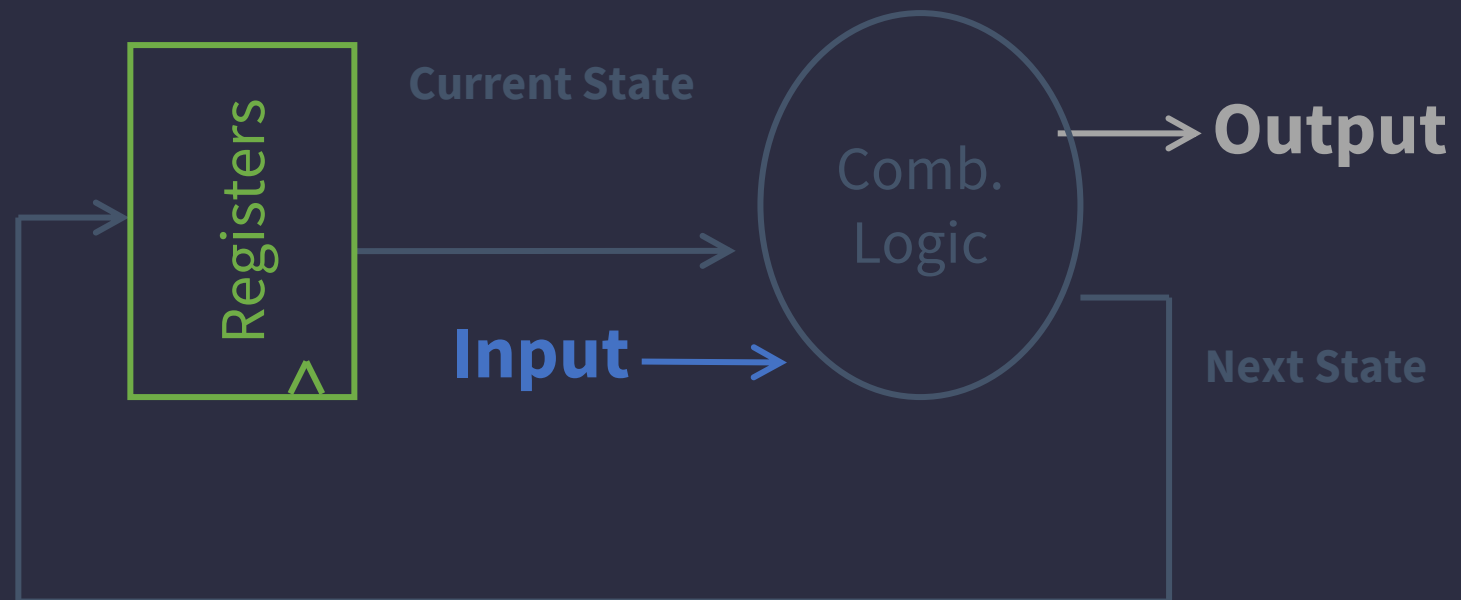 Registers
Current State
Comb.
Logic
Output
Input
Next State